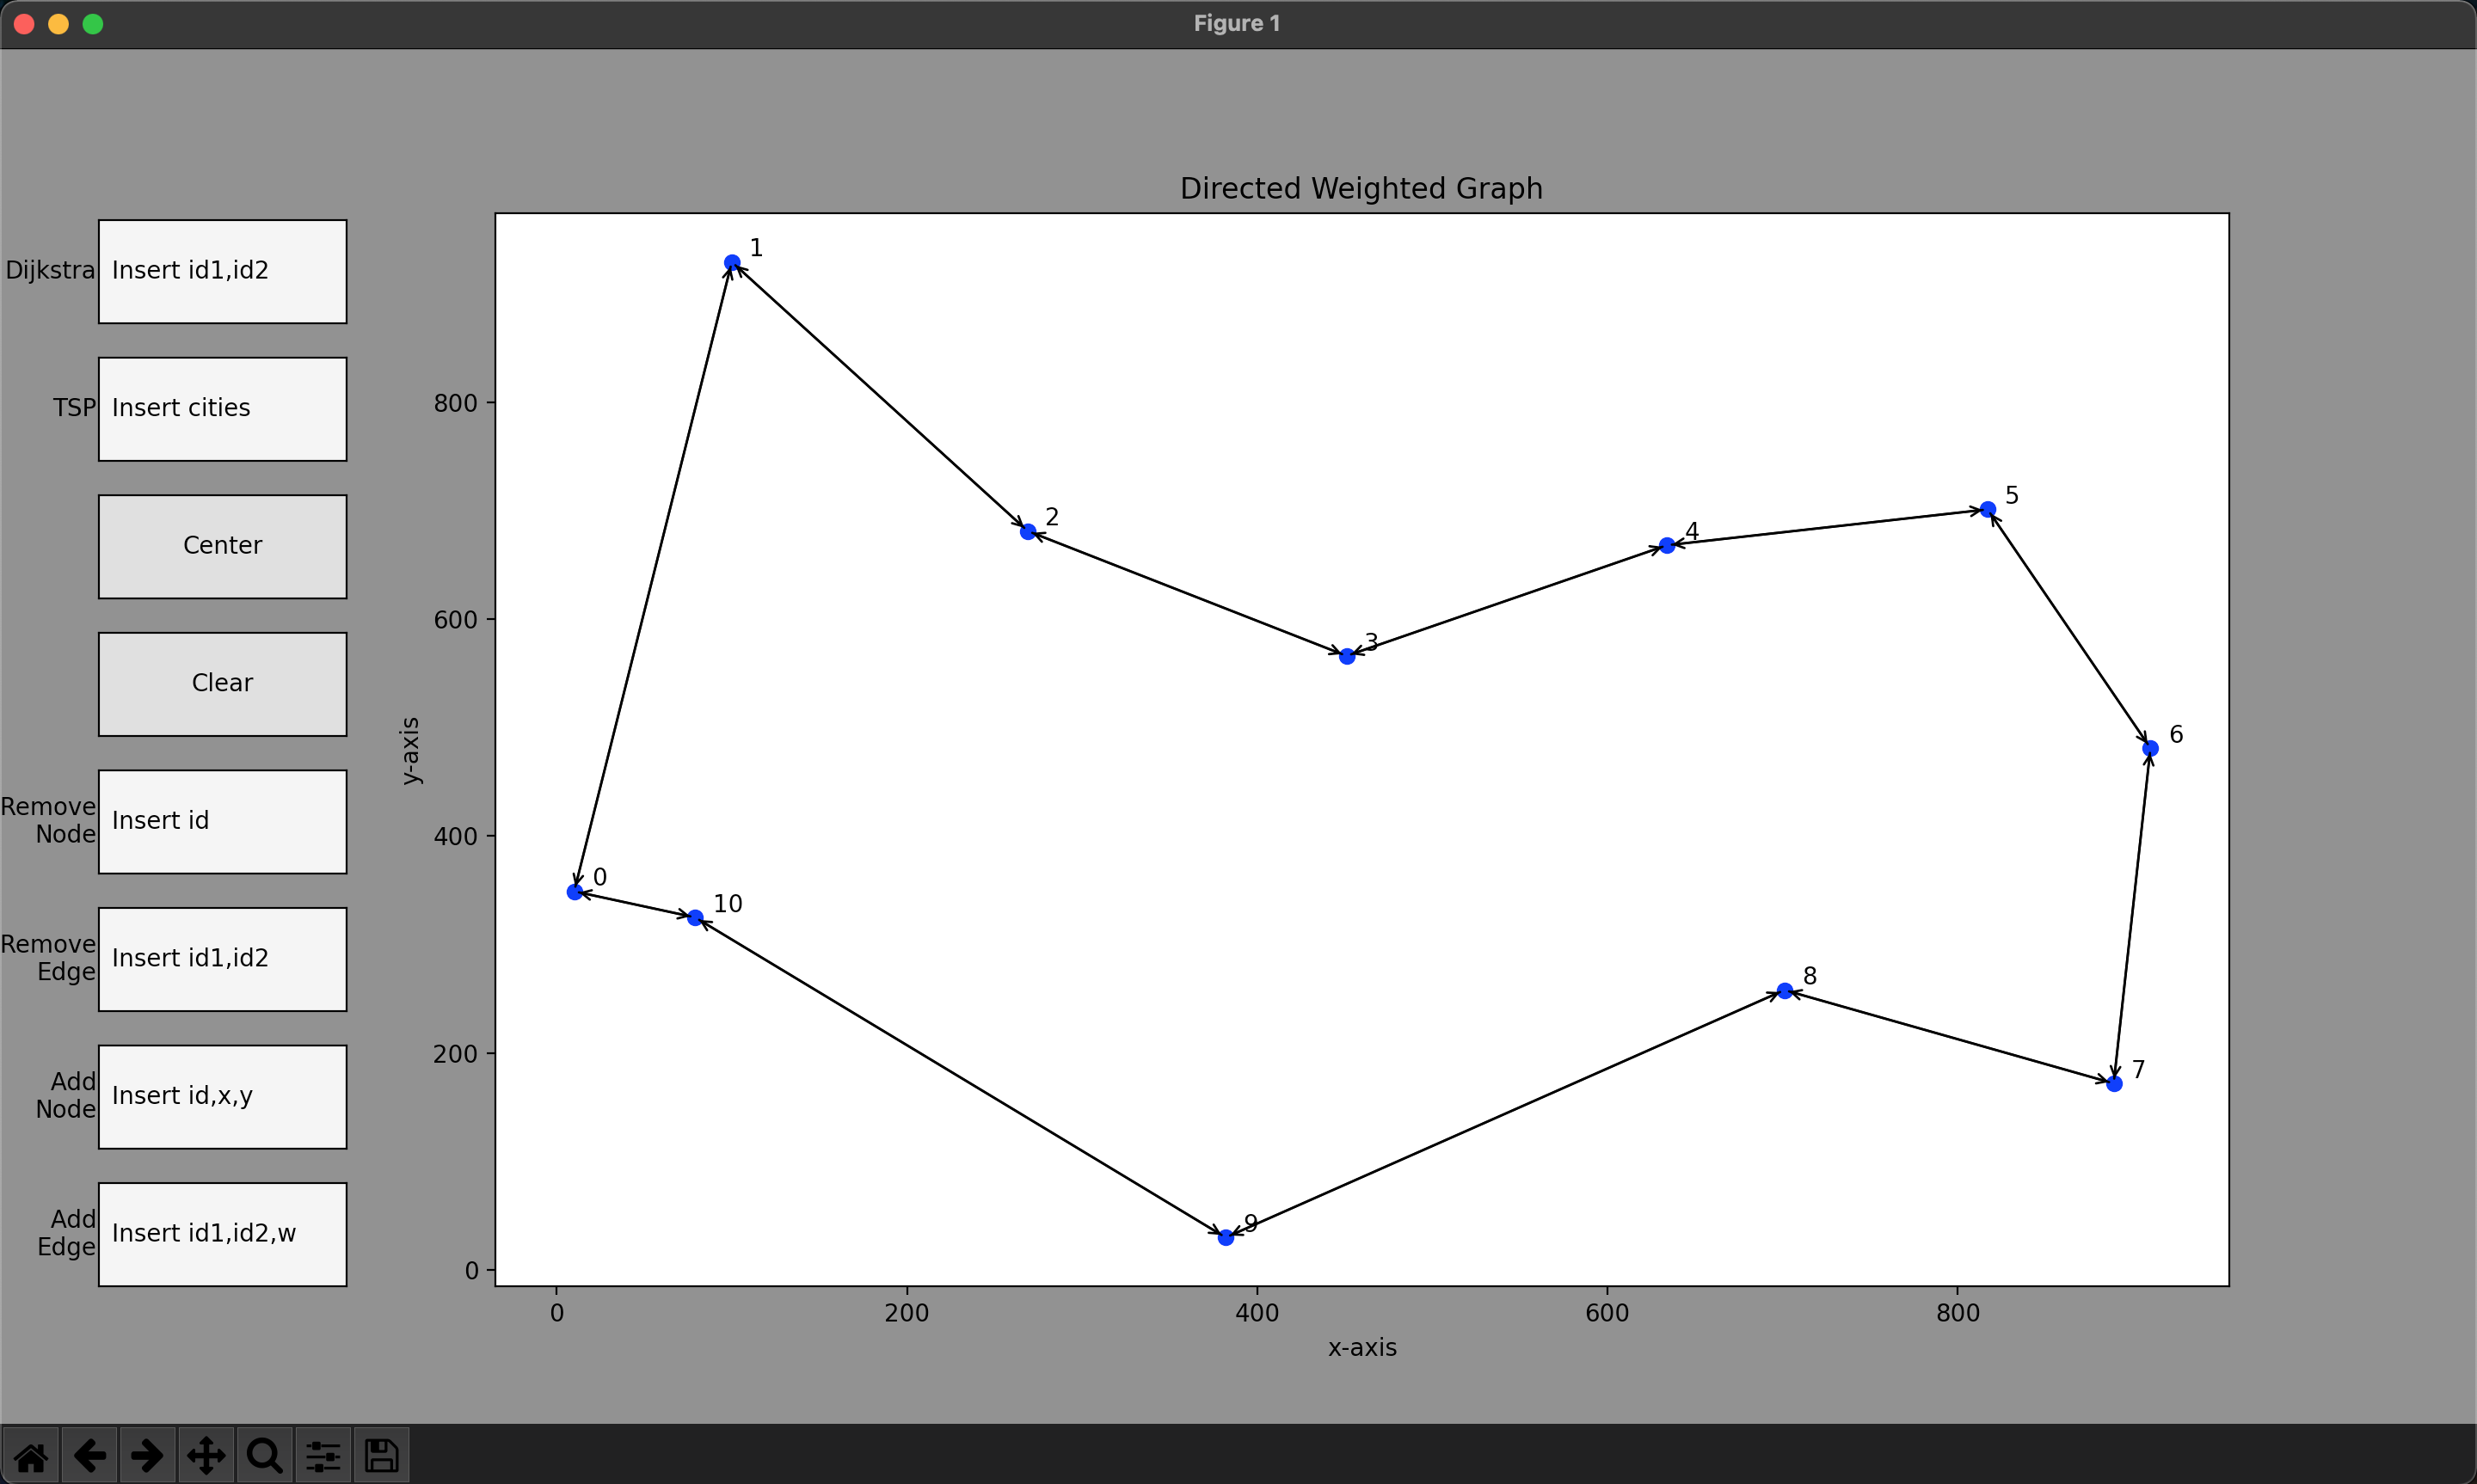 Figure 1
Directed Weighted Graph
Dijkstra Insert id1,id2
TSP Insert cities
Center
Clear
Remove
Node
Insert id
Remove
Edge
Insert id1,id2
Add
Node
Insert id,x,y
Add
Edge
Insert id1,id2,w
y-axis
800
600
400
200
0
1
2
3
4
5
6
0
10
8
7
9
0 200 400 600 800
x-axis